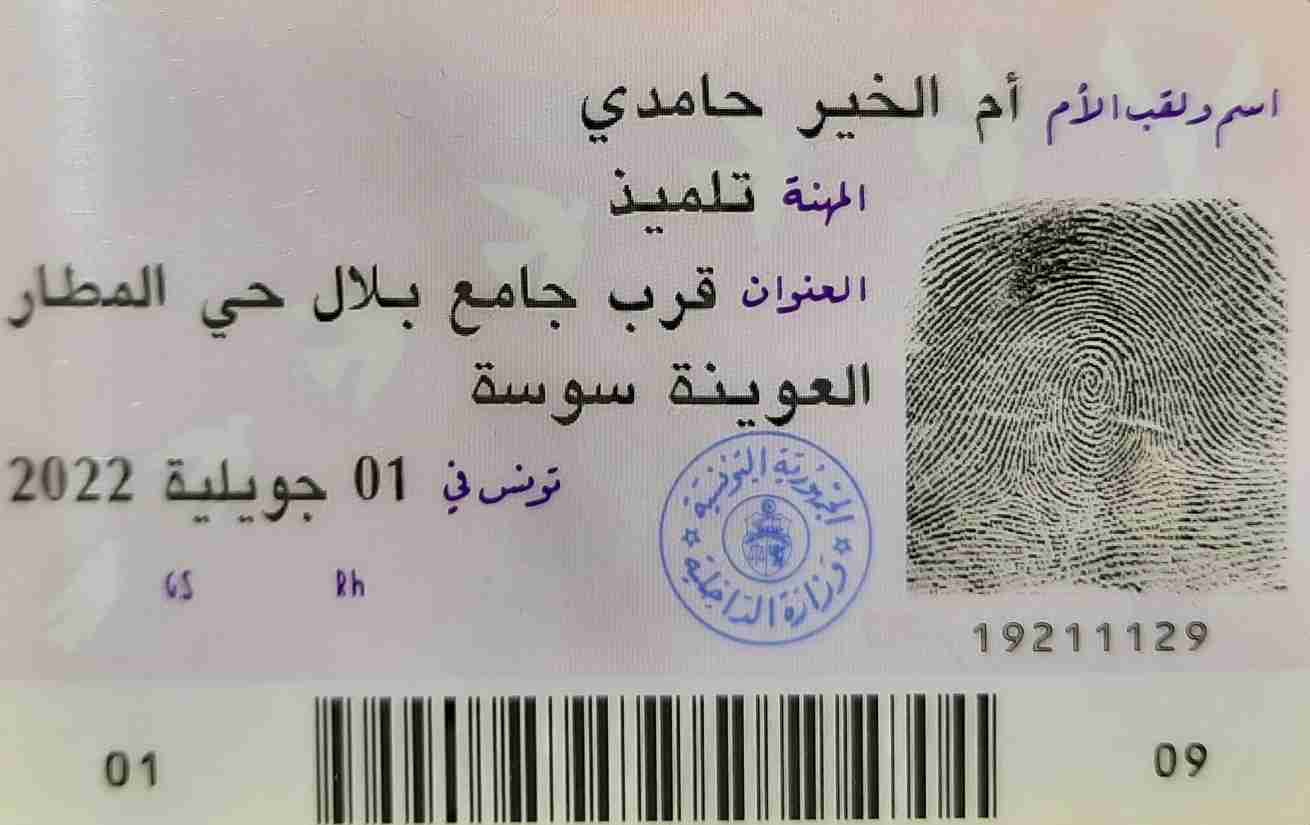 اسم ولقب الأم أم الخير حامدي
المهنة تلميذ
العنوان قرب جامع بلال حي المطار
العوينة سوسة
تونس في 01 جويلية 2022
GS Rh
الجمهورية التونسية
وزارة الداخلية
19211129
01 09